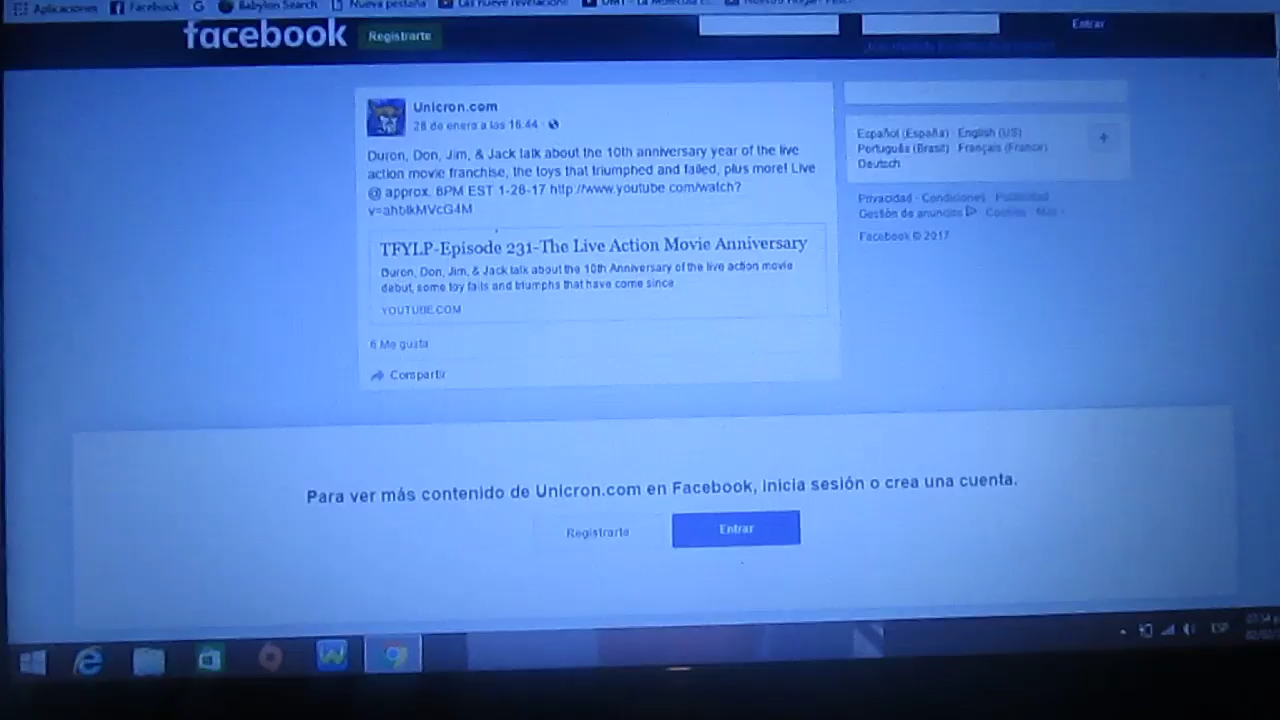 Aplicaciones Facebook G Babylon Search Nueva pestaña
facebook Registrarte Entrar
Unicron.com
28 de enero a las 16:44
Duron, Don, Jim, & Jack talk about the 10th anniversary year of the live
action movie franchise, the toys that triumphed and failed, plus more! Live
@ approx. 6PM EST 1-28-17 http://www.youtube.com/watch?
TFYLP-Episode 231-The Live Action Movie Anniversary
Duron, Don, Jim, & Jack talk about the 10th Anniversary of the live action movie
debut, some toy fails and triumphs that have come since
YOUTUBE.COM
6 Me gusta
Compartir
Español (España) · English (US)
Português (Brasil) · Français (France)
Deutsch
Privacidad · Condiciones · Publicidad
Gestión de anuncios · Cookies · Más
Facebook © 2017
Para ver más contenido de Unicron.com en Facebook, inicia sesión o crea una cuenta.
Registrarte Entrar
ESP